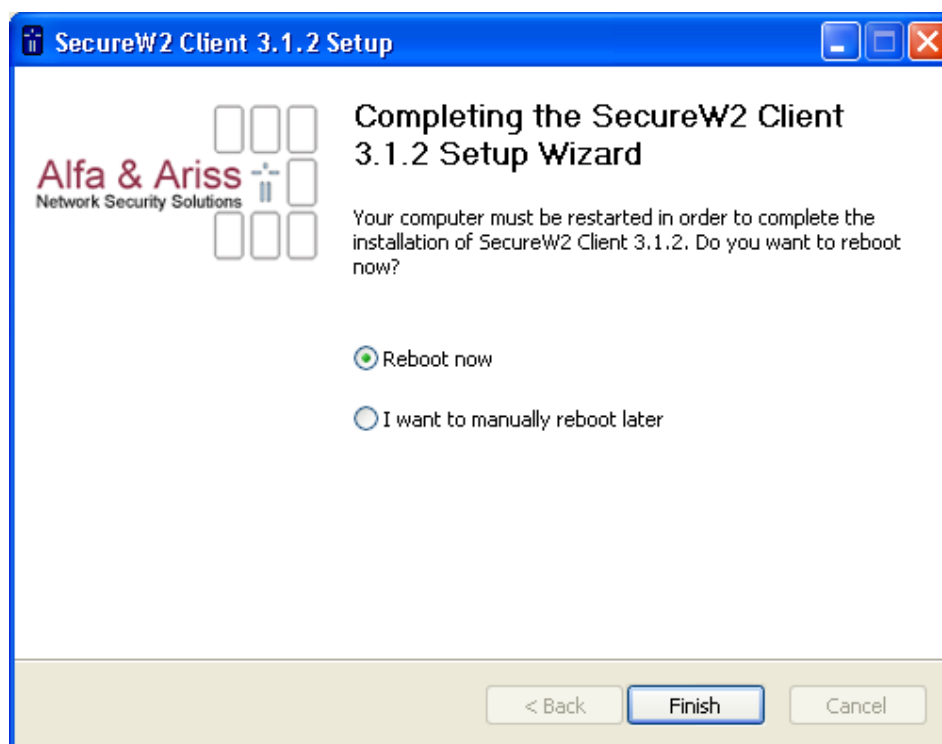 SecureW2 Client 3.1.2 Setup
Alfa & Ariss
Network Security Solutions
Completing the SecureW2 Client
3.1.2 Setup Wizard
Your computer must be restarted in order to complete the
installation of SecureW2 Client 3.1.2. Do you want to reboot
now?
Reboot now
I want to manually reboot later
< Back
Finish
Cancel